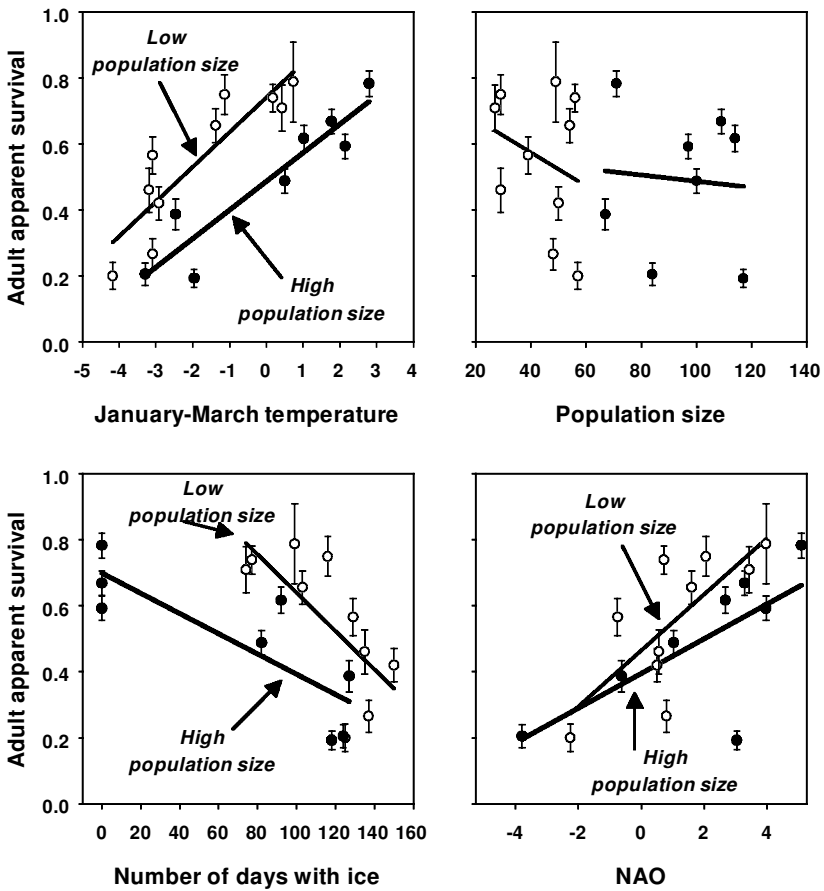 Adult apparent survival
1.0
0.8
0.6
0.4
0.2
0.0
Low
population size
High
population size
-5 -4 -3 -2 -1 0 1 2 3 4
January-March temperature
20 40 60 80 100 120 140
Population size
Adult apparent survival
1.0
0.8
0.6
0.4
0.2
0.0
Low
population size
High
population size
0 20 40 60 80 100 120 140 160
Number of days with ice
Low
population size
High
population size
-4 -2 0 2 4
NAO